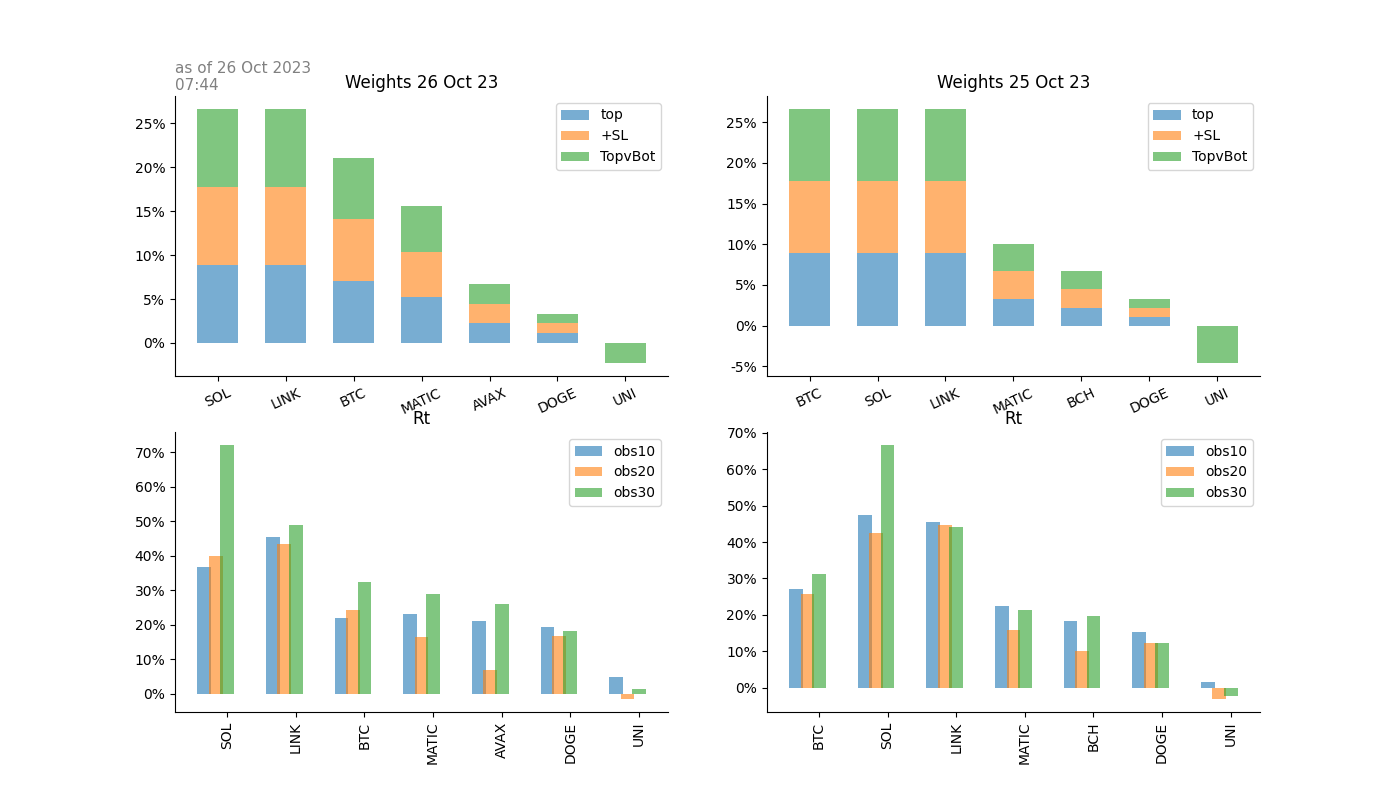 as of 26 Oct 2023
07:44
Weights 26 Oct 23
25%
20%
15%
10%
5%
0%
top
+SL
TopvBot
SOL
LINK
BTC
MATIC
AVAX
DOGE
UNI
Weights 25 Oct 23
25%
20%
15%
10%
5%
0%
-5%
top
+SL
TopvBot
BTC
SOL
LINK
MATIC
BCH
DOGE
UNI
Rt
70%
60%
50%
40%
30%
20%
10%
0%
obs10
obs20
obs30
SOL
LINK
BTC
MATIC
AVAX
DOGE
UNI
Rt
70%
60%
50%
40%
30%
20%
10%
0%
obs10
obs20
obs30
BTC
SOL
LINK
MATIC
BCH
DOGE
UNI